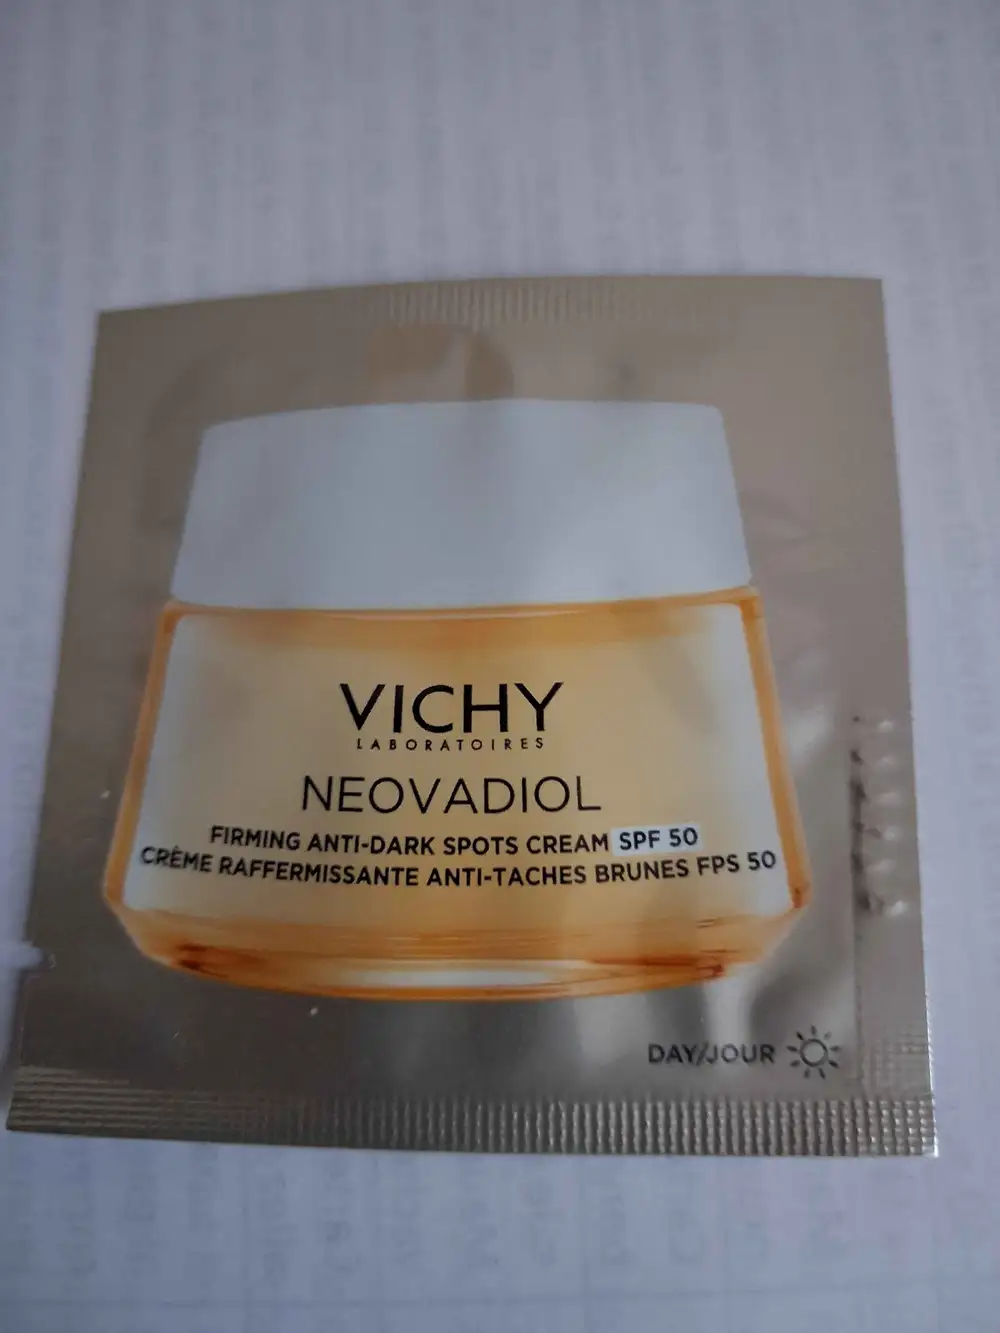 VICHY
LABORATOIRES
NEOVADIOL
FIRMING ANTI-DARK SPOTS CREAM SPF 50
CRÈME RAFFERMISSANTE ANTI-TACHES BRUNES FPS 50
DAY/JOUR